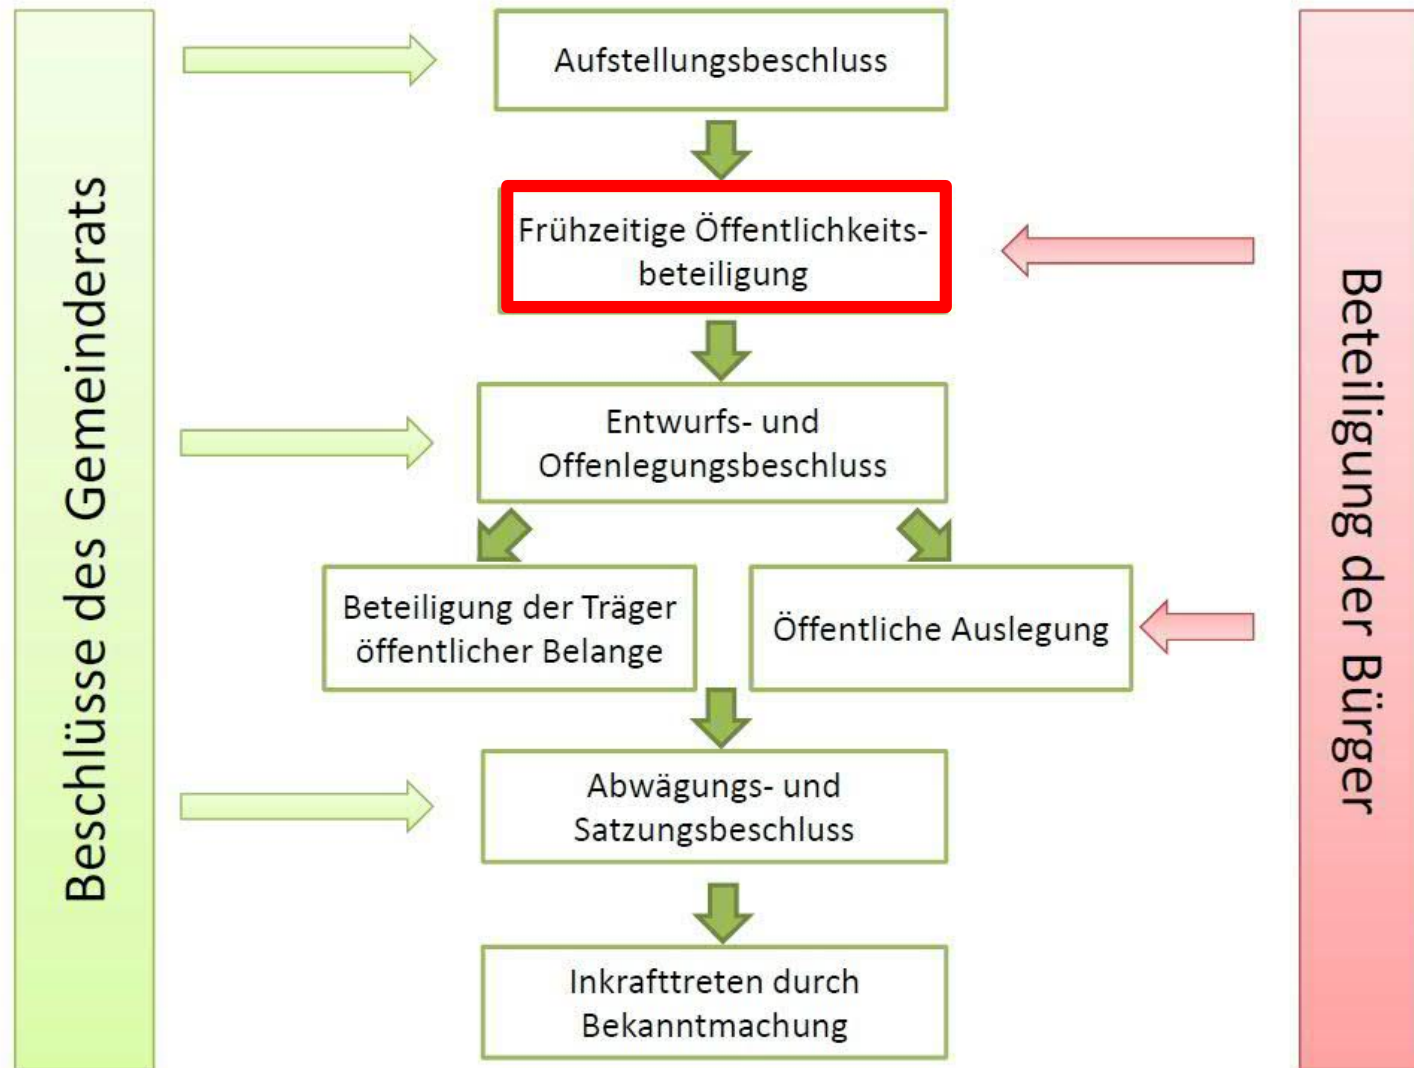 Beschlüsse des Gemeinderats
Aufstellungsbeschluss
Frühzeitige Öffentlichkeits-
beteiligung
Entwurfs- und
Offenlegungsbeschluss
Beteiligung der Träger
öffentlicher Belange
Öffentliche Auslegung
Abwägungs- und
Satzungsbeschluss
Inkrafttreten durch
Bekanntmachung
Beteiligung der Bürger